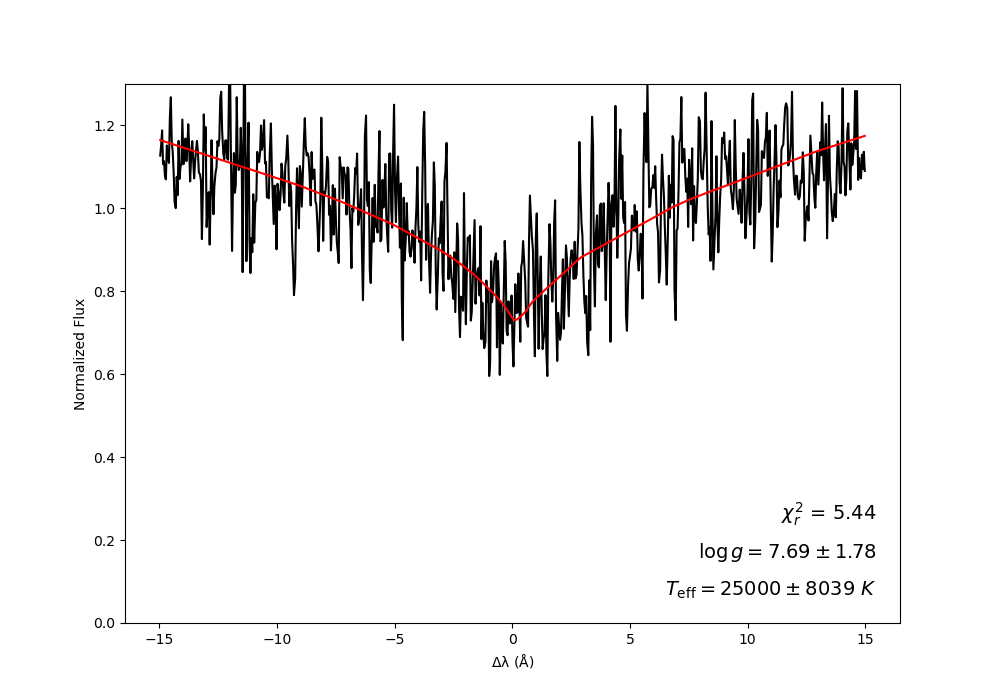 1.2
1.0
0.8
0.6
0.4
0.2
0.0
Normalized Flux
χ²ᵣ = 5.44
log g = 7.69 ± 1.78
T_eff = 25000 ± 8039 K
−15 −10 −5 0 5 10 15
Δλ (Å)